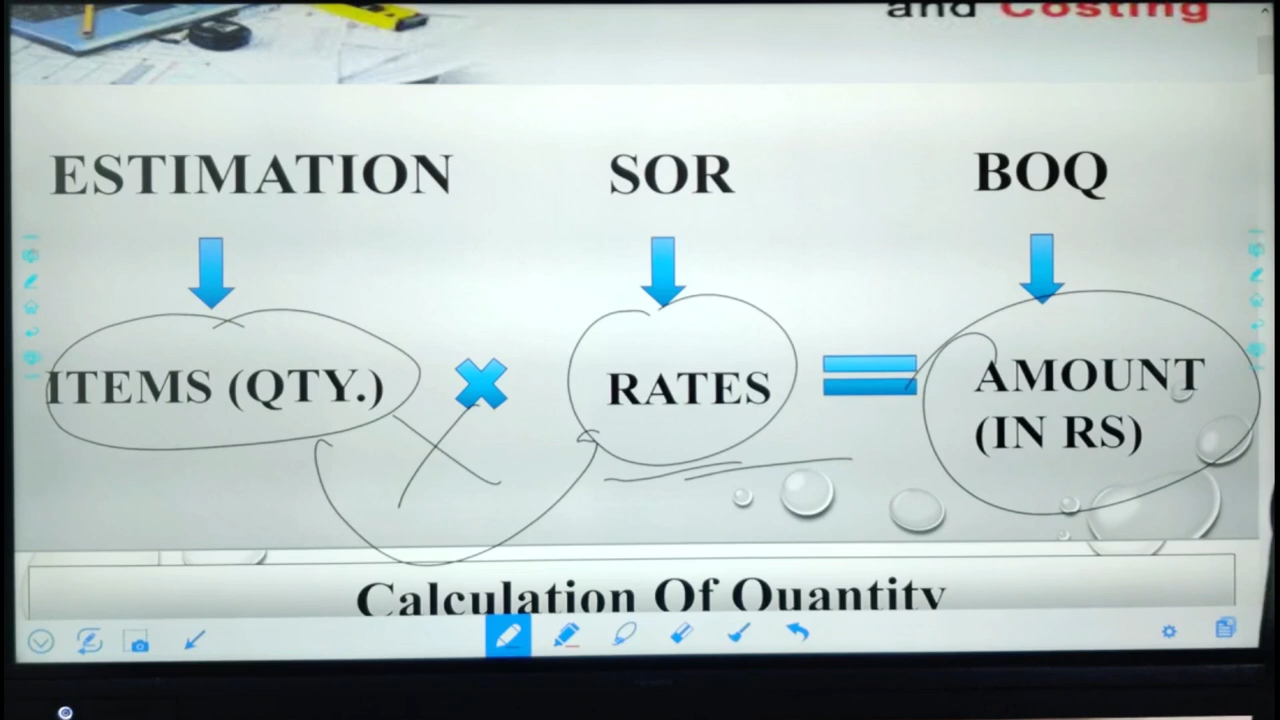 and Costing
ESTIMATION SOR BOQ
ITEMS (QTY.) RATES AMOUNT
(IN RS)
Calculation Of Quantity